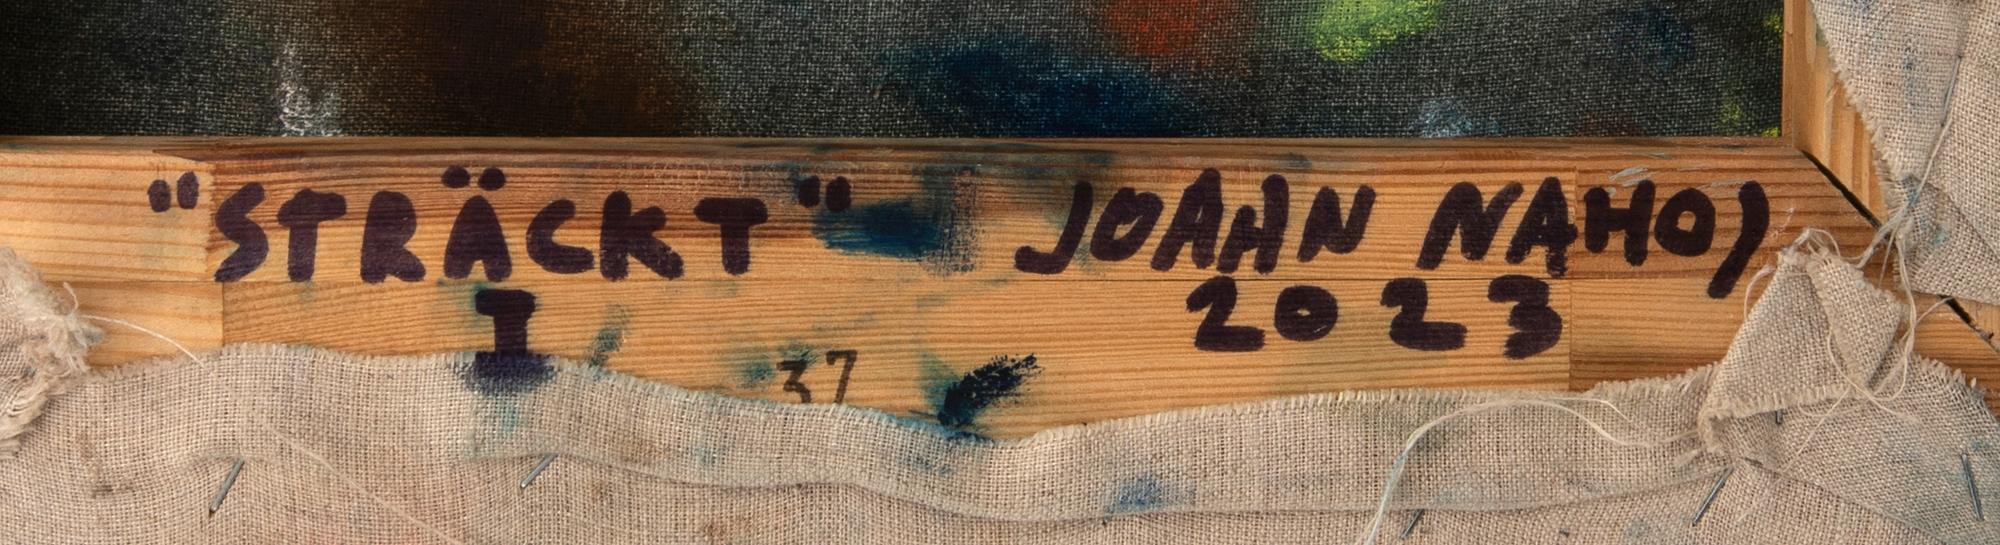 "STRÄCKT" JOAHN NAHOJ
I 2023
37